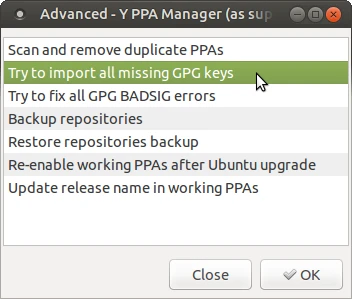 Advanced - Y PPA Manager (as sup
Scan and remove duplicate PPAs
Try to import all missing GPG keys
Try to fix all GPG BADSIG errors
Backup repositories
Restore repositories backup
Re-enable working PPAs after Ubuntu upgrade
Update release name in working PPAs
Close OK